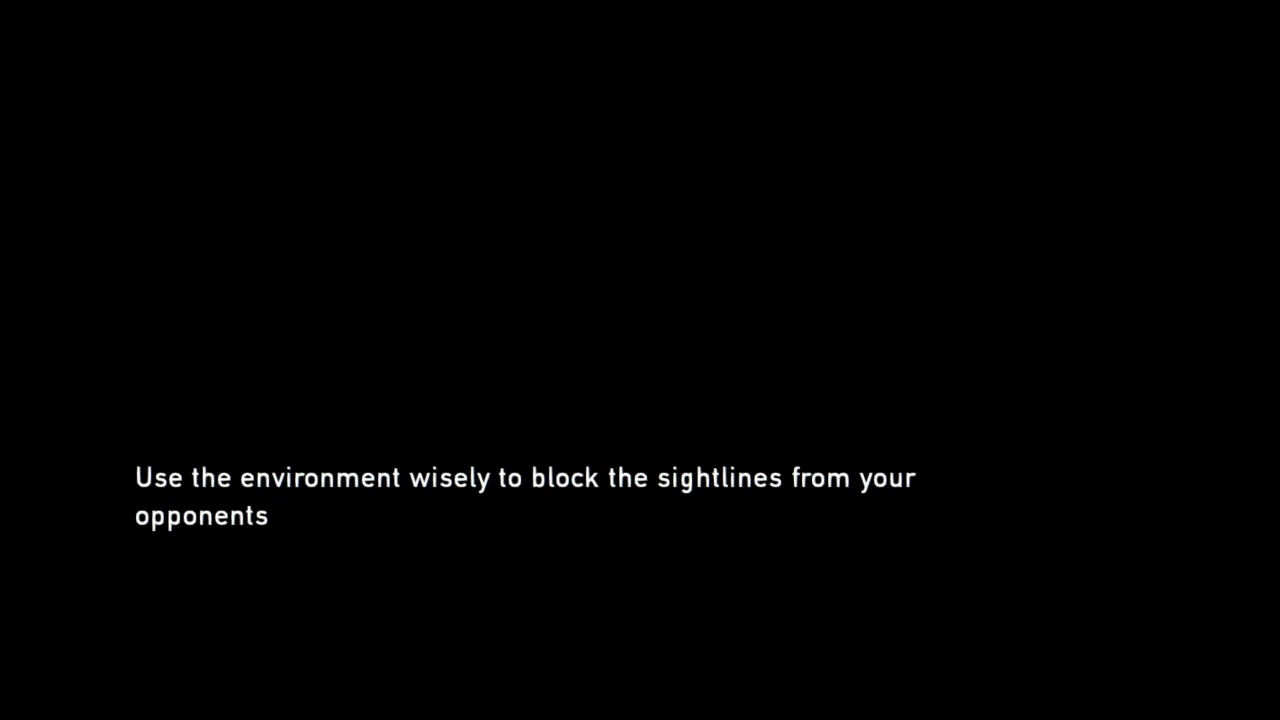 Use the environment wisely to block the sightlines from your
opponents